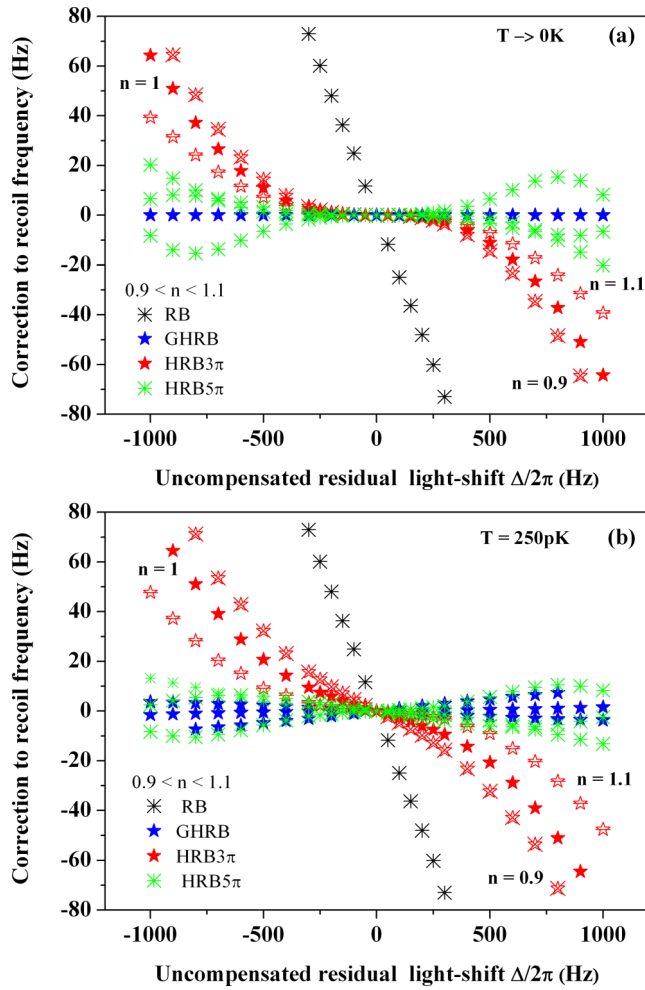 80
60
40
20
0
-20
-40
-60
-80
Correction to recoil frequency (Hz)
T -> 0K
(a)
n = 1
0.9 < n < 1.1
RB
GHRB
HRB3π
HRB5π
n = 1.1
n = 0.9
-1000
-500
0
500
1000
Uncompensated residual light-shift Δ/2π (Hz)
80
60
40
20
0
-20
-40
-60
-80
Correction to recoil frequency (Hz)
T = 250pK
(b)
n = 1
0.9 < n < 1.1
RB
GHRB
HRB3π
HRB5π
n = 1.1
n = 0.9
-1000
-500
0
500
1000
Uncompensated residual light-shift Δ/2π (Hz)